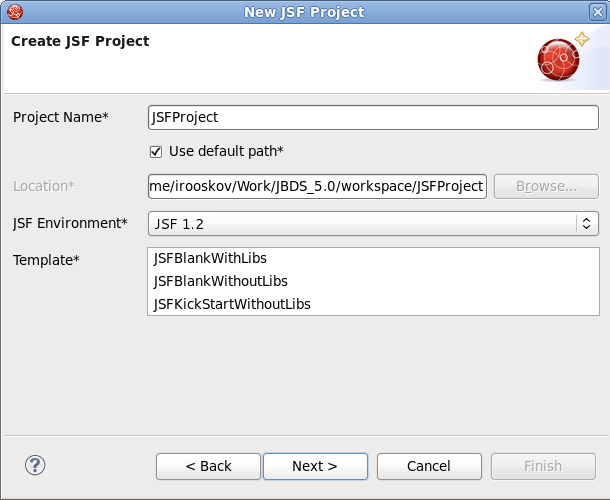 New JSF Project
Create JSF Project
Project Name* JSFProject
Use default path*
Location* me/irooskov/Work/JBDS_5.0/workspace/JSFProject Browse...
JSF Environment* JSF 1.2
Template* JSFBlankWithLibs
JSFBlankWithoutLibs
JSFKickStartWithoutLibs
? < Back Next > Cancel Finish